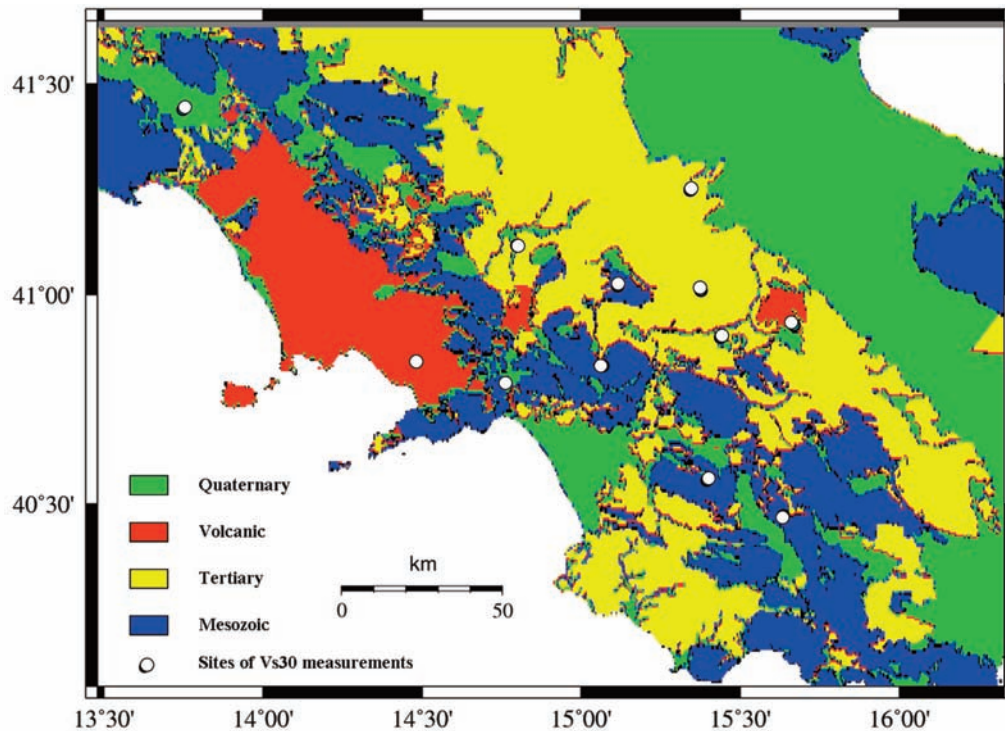 41°30'
41°00'
40°30'
Quaternary
Volcanic
Tertiary
Mesozoic
Sites of Vs30 measurements
km
0 50
13°30' 14°00' 14°30' 15°00' 15°30' 16°00'